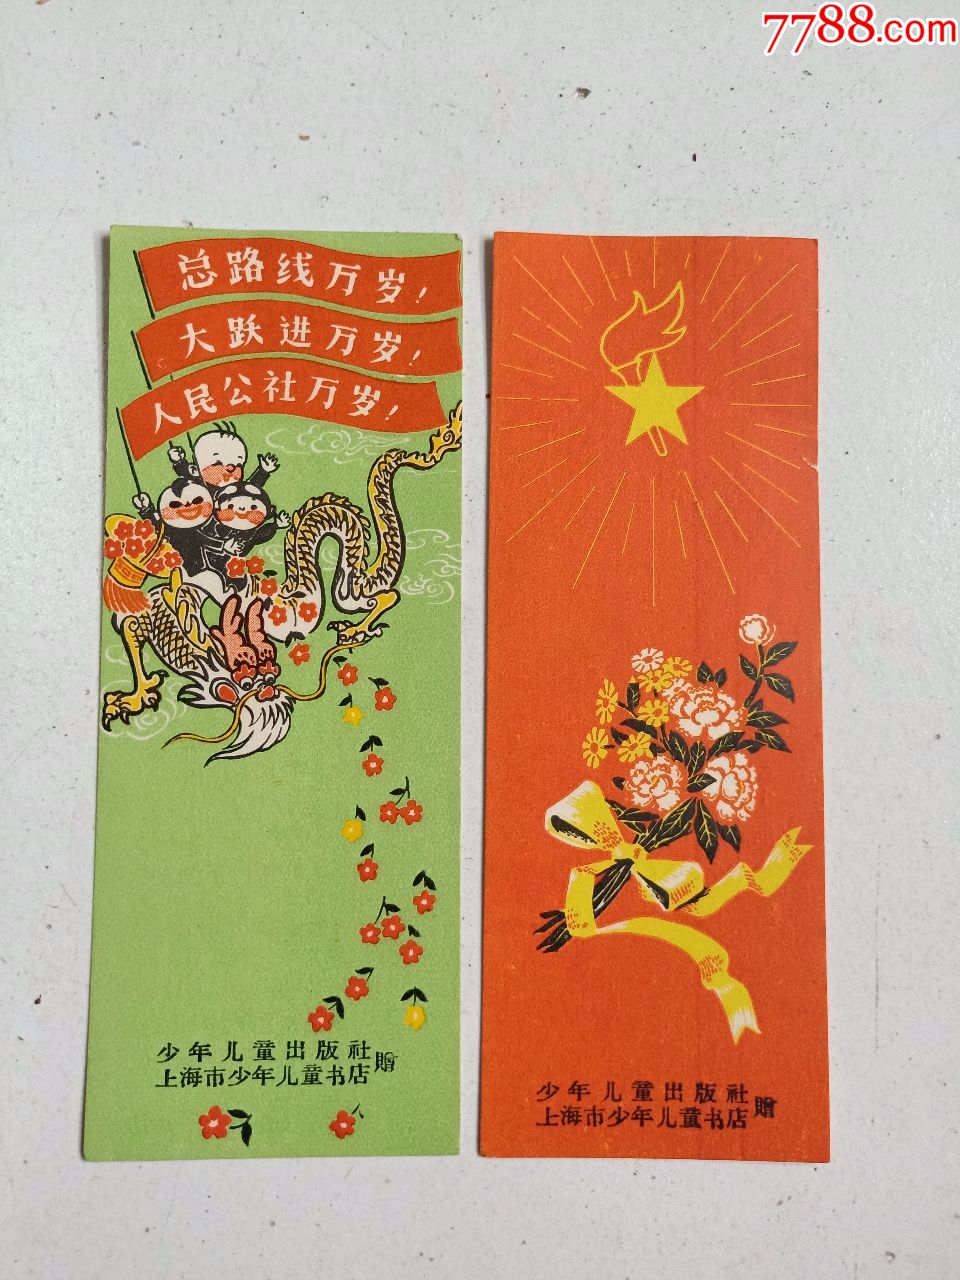 7788.com
总路线万岁！
大跃进万岁！
人民公社万岁！
少年儿童出版社
上海市少年儿童书店
贈
少年儿童出版社
上海市少年儿童书店
贈